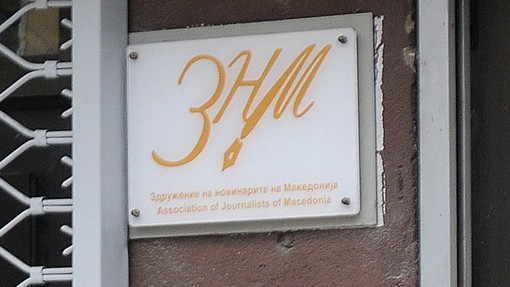 ЗНМ
Здружение на новинарите на Македонија
Association of Journalists of Macedonia